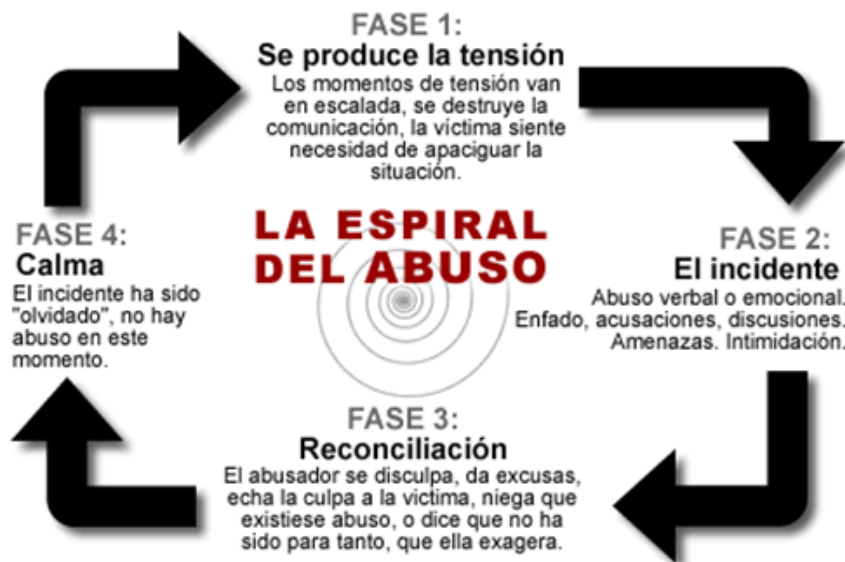 FASE 1:
Se produce la tensión
Los momentos de tensión van
en escalada, se destruye la
comunicación, la víctima siente
necesidad de apaciguar la
situación.
LA ESPIRAL
DEL ABUSO
FASE 2:
El incidente
Abuso verbal o emocional.
Enfado, acusaciones, discusiones.
Amenazas. Intimidación.
FASE 3:
Reconciliación
El abusador se disculpa, da excusas,
echa la culpa a la victima, niega que
existiese abuso, o dice que no ha
sido para tanto, que ella exagera.
FASE 4:
Calma
El incidente ha sido
"olvidado", no hay
abuso en este
momento.